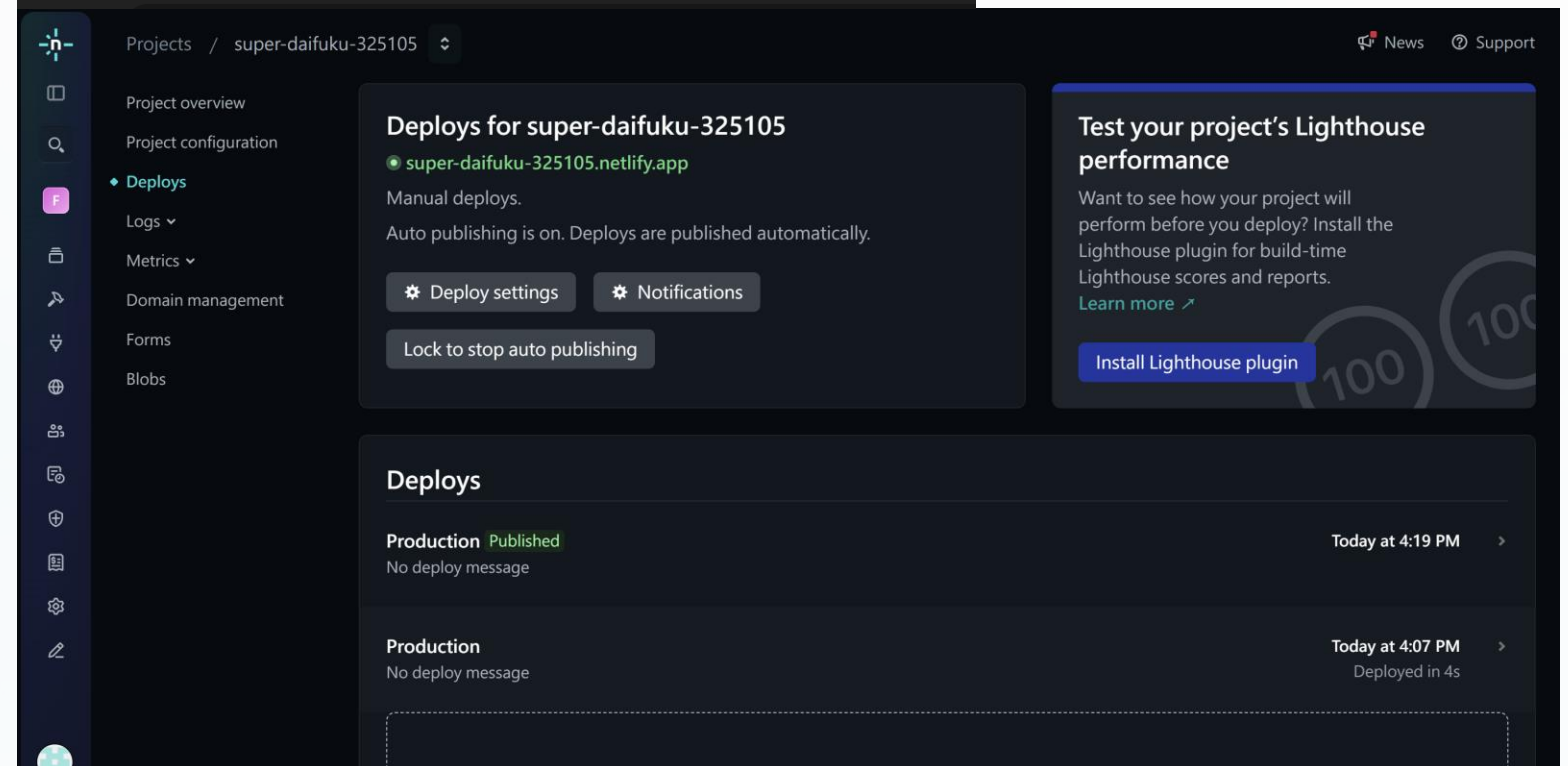 Projects / super-daifuku-325105
News
Support
Project overview
Project configuration
Deploys
Logs
Metrics
Domain management
Forms
Blobs
F
Deploys for super-daifuku-325105
super-daifuku-325105.netlify.app
Manual deploys.
Auto publishing is on. Deploys are published automatically.
Deploy settings
Notifications
Lock to stop auto publishing
Test your project's Lighthouse
performance
Want to see how your project will
perform before you deploy? Install the
Lighthouse plugin for build-time
Lighthouse scores and reports.
Learn more ↗
Install Lighthouse plugin
100
100
Deploys
Production Published
Today at 4:19 PM
No deploy message
Production
Today at 4:07 PM
No deploy message
Deployed in 4s